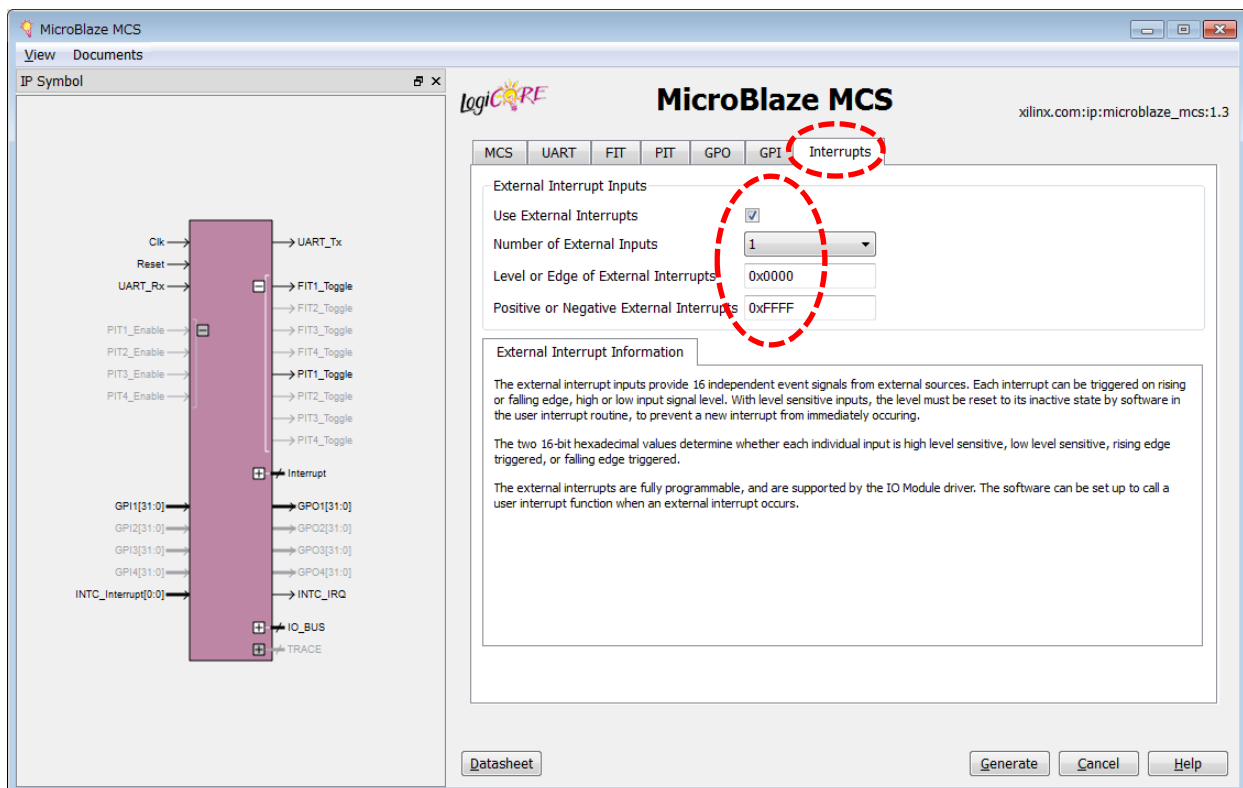 MicroBlaze MCS
View Documents
IP Symbol
Clk
Reset
UART_Rx
PIT1_Enable
PIT2_Enable
PIT3_Enable
PIT4_Enable
GPI1[31:0]
GPI2[31:0]
GPI3[31:0]
GPI4[31:0]
INTC_Interrupt[0:0]
UART_Tx
FIT1_Toggle
FIT2_Toggle
FIT3_Toggle
FIT4_Toggle
PIT1_Toggle
PIT2_Toggle
PIT3_Toggle
PIT4_Toggle
Interrupt
GPO1[31:0]
GPO2[31:0]
GPO3[31:0]
GPO4[31:0]
INTC_IRQ
IO_BUS
TRACE
LogiCORE
MicroBlaze MCS
xilinx.com:ip:microblaze_mcs:1.3
MCS UART FIT PIT GPO GPI Interrupts
External Interrupt Inputs
Use External Interrupts
Number of External Inputs 1
Level or Edge of External Interrupts 0x0000
Positive or Negative External Interrupts 0xFFFF
External Interrupt Information
The external interrupt inputs provide 16 independent event signals from external sources. Each interrupt can be triggered on rising
or falling edge, high or low input signal level. With level sensitive inputs, the level must be reset to its inactive state by software in
the user interrupt routine, to prevent a new interrupt from immediately occuring.
The two 16-bit hexadecimal values determine whether each individual input is high level sensitive, low level sensitive, rising edge
triggered, or falling edge triggered.
The external interrupts are fully programmable, and are supported by the IO Module driver. The software can be set up to call a
user interrupt function when an external interrupt occurs.
Datasheet
Generate Cancel Help